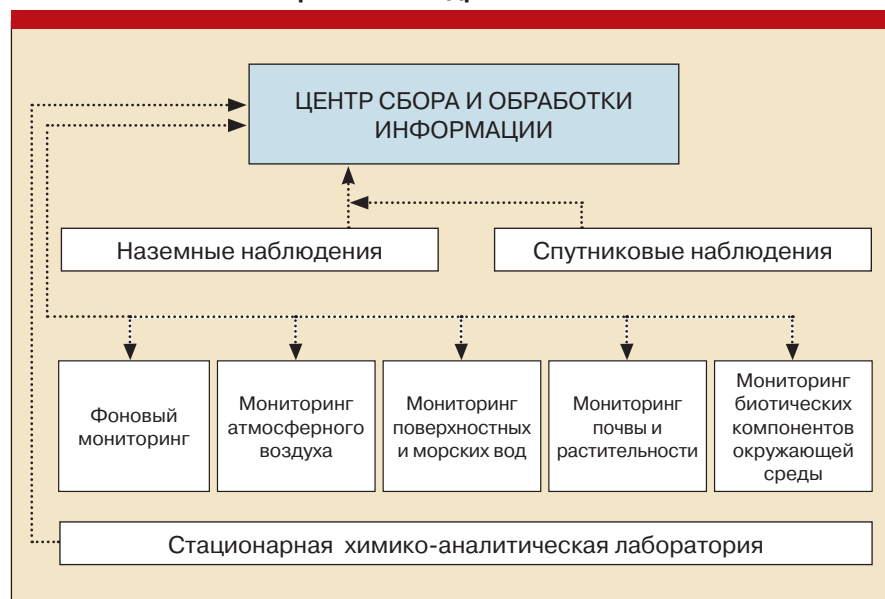 ЦЕНТР СБОРА И ОБРАБОТКИ
ИНФОРМАЦИИ
Наземные наблюдения
Спутниковые наблюдения
Фоновый
мониторинг
Мониторинг
атмосферного
воздуха
Мониторинг
поверхностных
и морских вод
Мониторинг
почвы и
растительности
Мониторинг
биотических
компонентов
окружающей
среды
Стационарная химико-аналитическая лаборатория